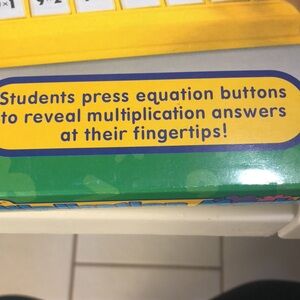 Students press equation buttons
to reveal multiplication answers
at their fingertips!